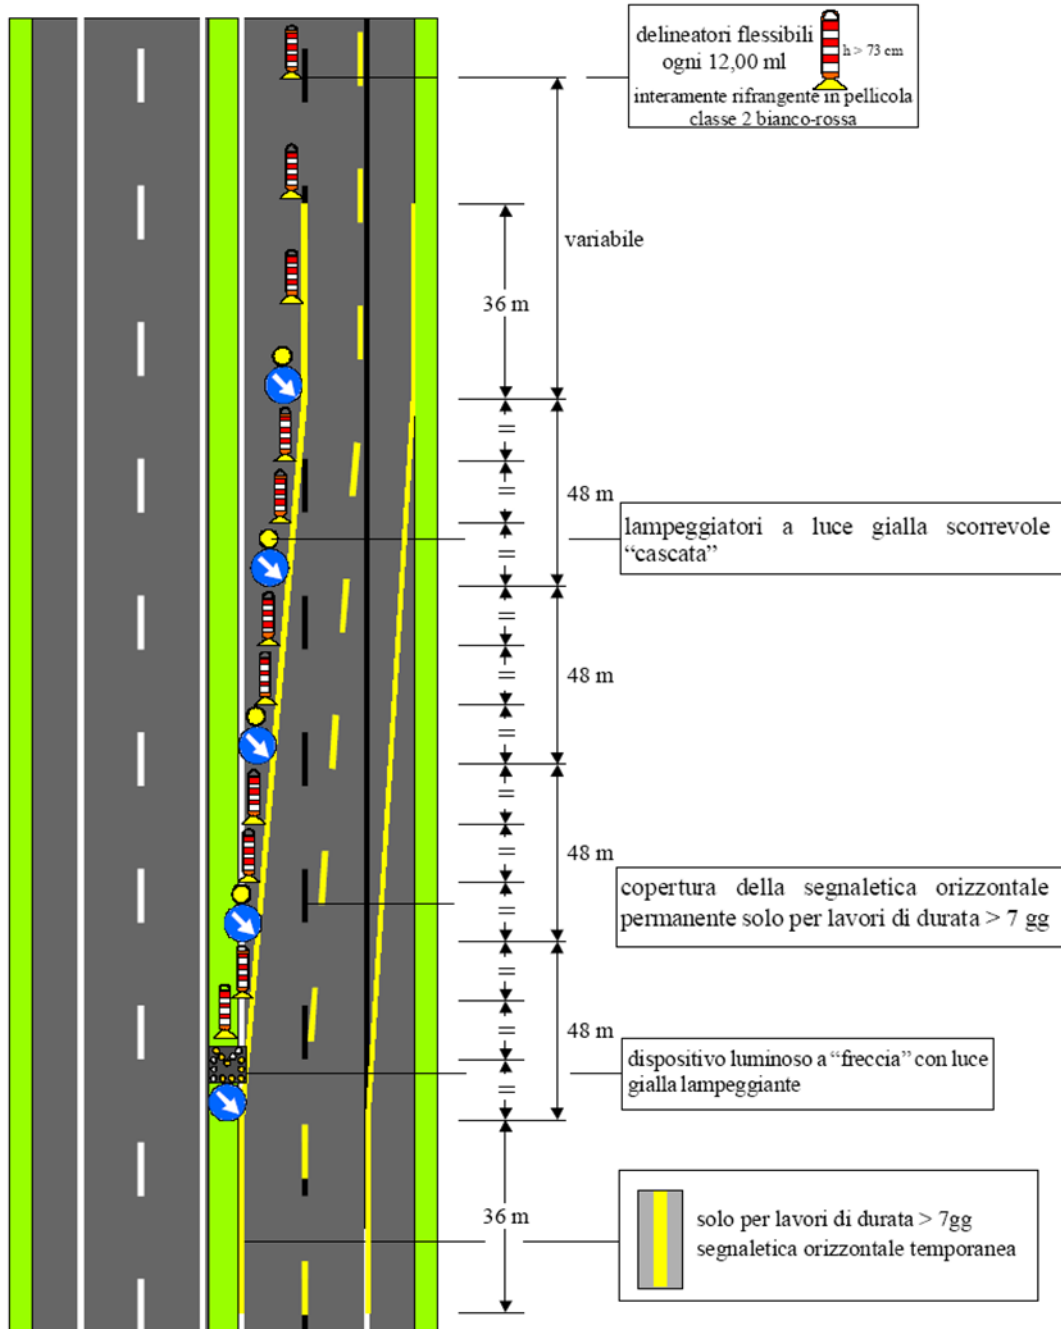 delineatori flessibili
ogni 12,00 ml
h > 73 cm
interamente rifrangente in pellicola
classe 2 bianco-rossa
variabile
36 m
48 m
lampeggiatori a luce gialla scorrevole
“cascata”
48 m
48 m
copertura della segnaletica orizzontale
permanente solo per lavori di durata > 7 gg
48 m
dispositivo luminoso a “freccia” con luce
gialla lampeggiante
36 m
solo per lavori di durata > 7gg
segnaletica orizzontale temporanea